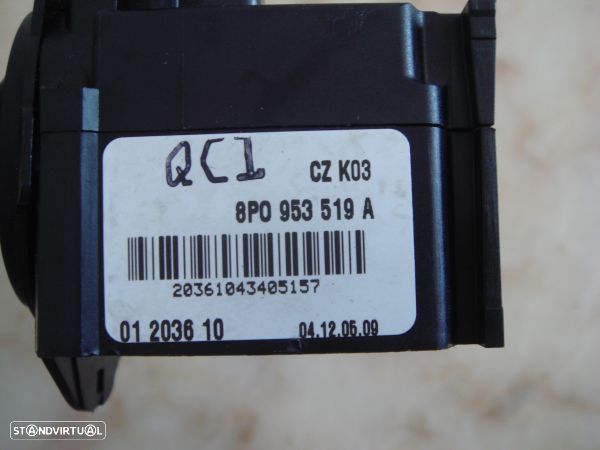 QC1
CZ K03
8P0 953 519 A
20361043405157
01 2036 10
04.12.05.09
STANDVIRTUAL